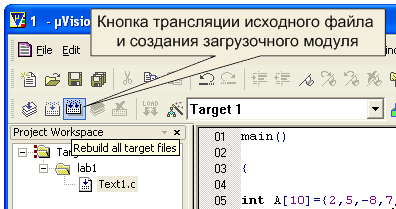 1 - µVision
Кнопка трансляции исходного файла
и создания загрузочного модуля
File Edit
LOAD
Target 1
Project Workspace
Rebuild all target files
lab1
Text1.c
01 main()
02
03 {
04
05 int A[10]={2,5,-8,7,